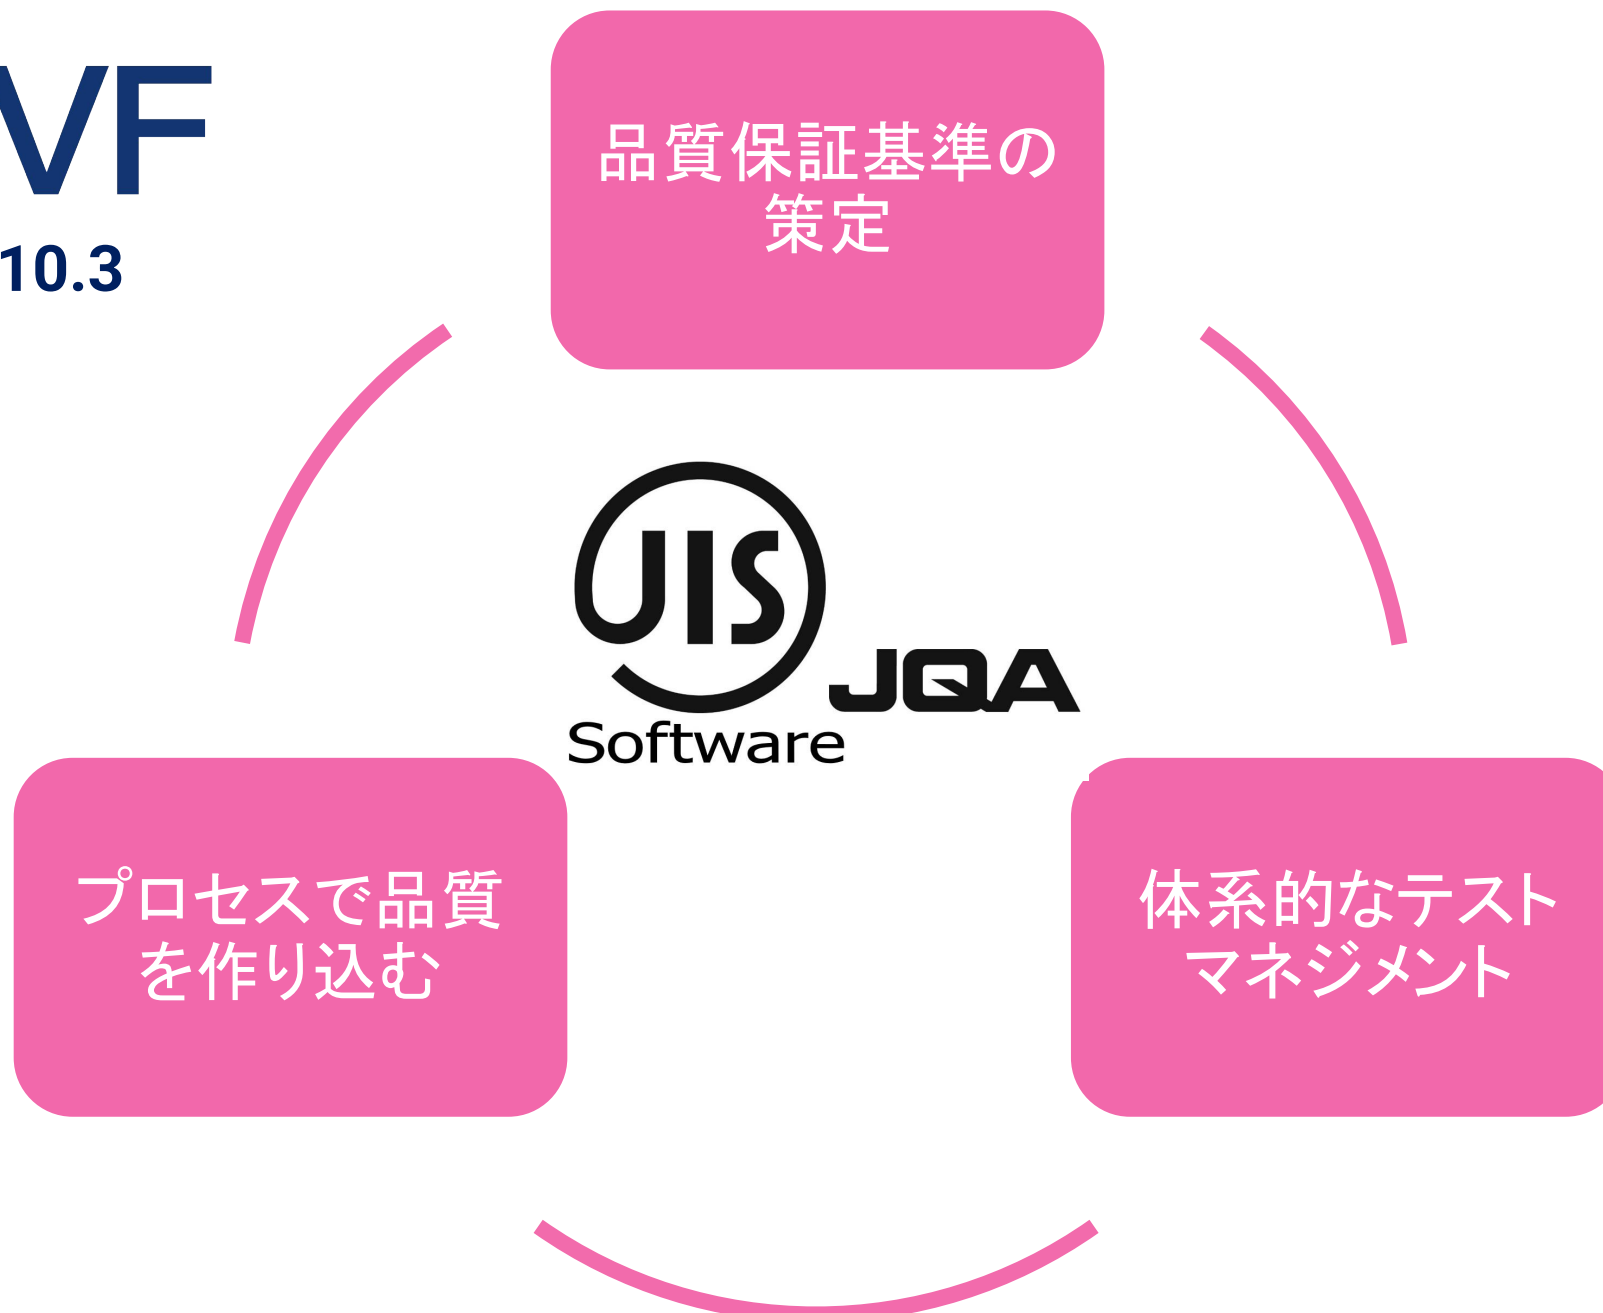 VF
10.3
品質保証基準の
策定
JIS
JQA
Software
プロセスで品質
を作り込む
体系的なテスト
マネジメント